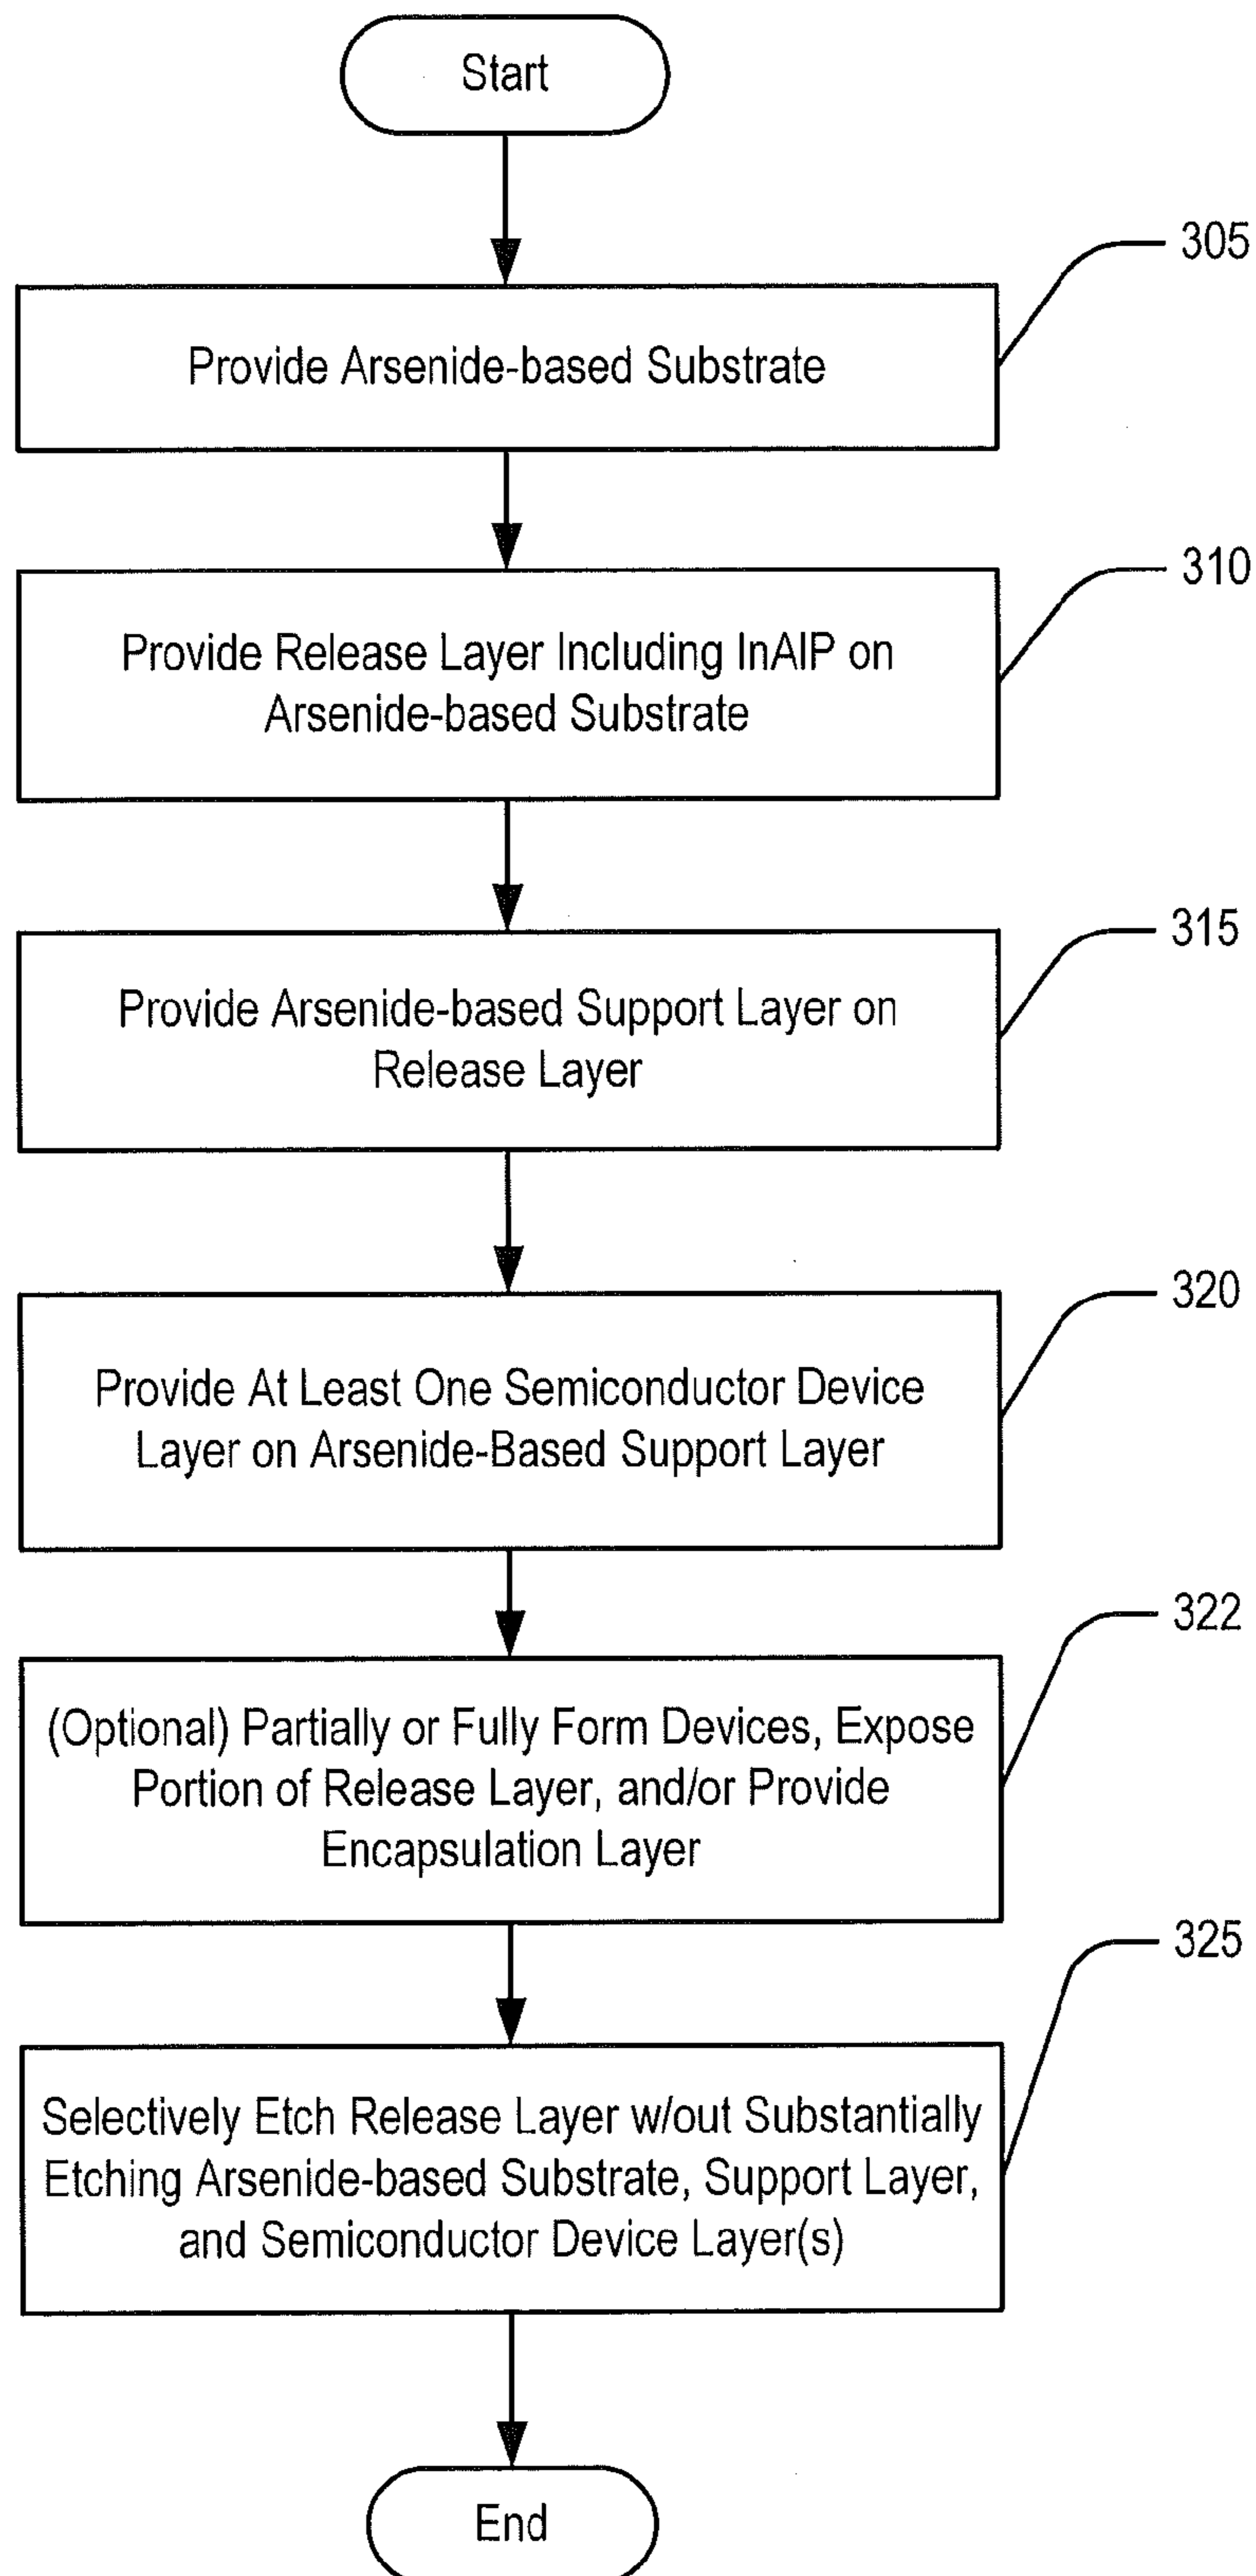 Start
305
Provide Arsenide-based Substrate
310
Provide Release Layer Including InAlP on
Arsenide-based Substrate
315
Provide Arsenide-based Support Layer on
Release Layer
320
Provide At Least One Semiconductor Device
Layer on Arsenide-Based Support Layer
322
(Optional) Partially or Fully Form Devices, Expose
Portion of Release Layer, and/or Provide
Encapsulation Layer
325
Selectively Etch Release Layer w/out Substantially
Etching Arsenide-based Substrate, Support Layer,
and Semiconductor Device Layer(s)
End